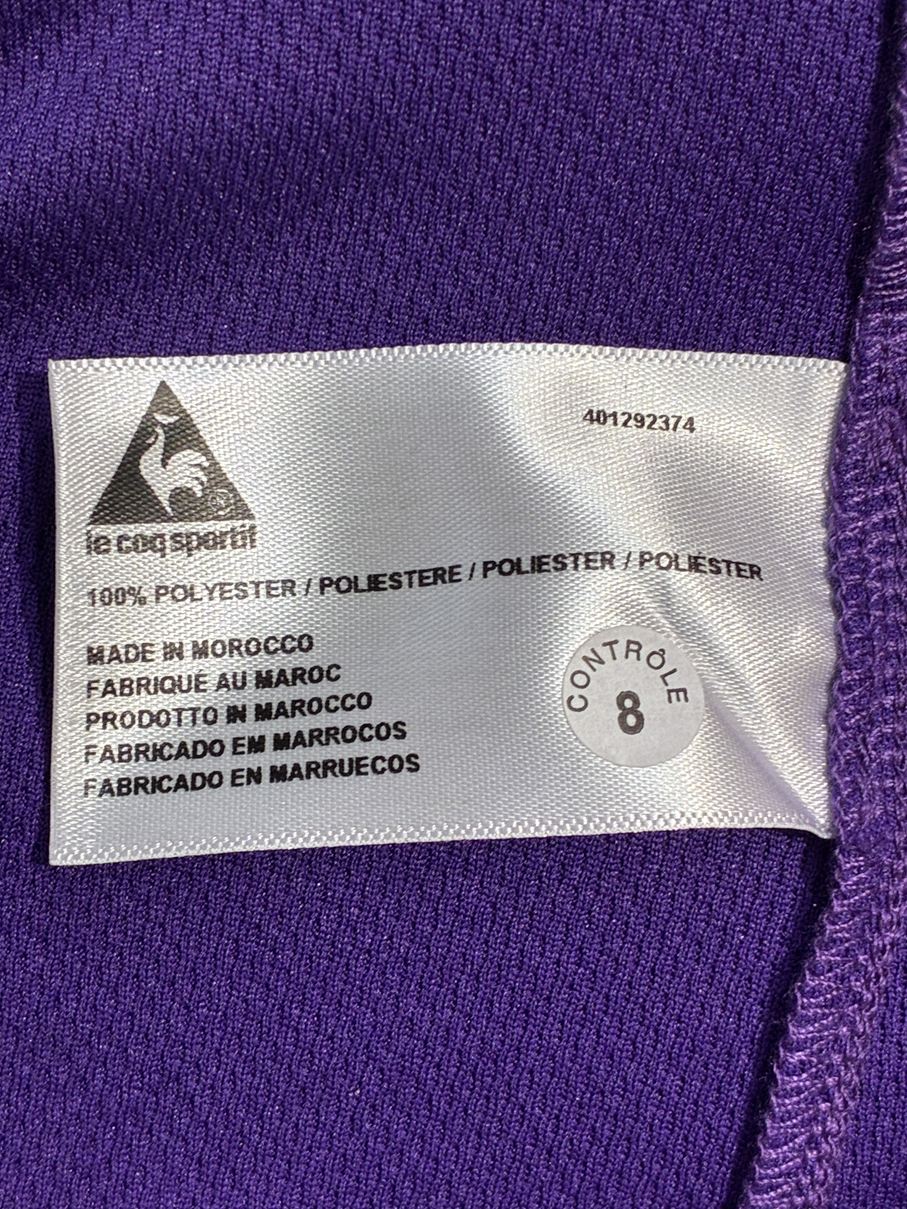 401292374
le coq sportif
100% POLYESTER / POLIESTERE / POLIESTER / POLIÉSTER
MADE IN MOROCCO
FABRIQUÉ AU MAROC
PRODOTTO IN MAROCCO
FABRICADO EM MARROCOS
FABRICADO EN MARRUECOS
CONTRÔLE
8